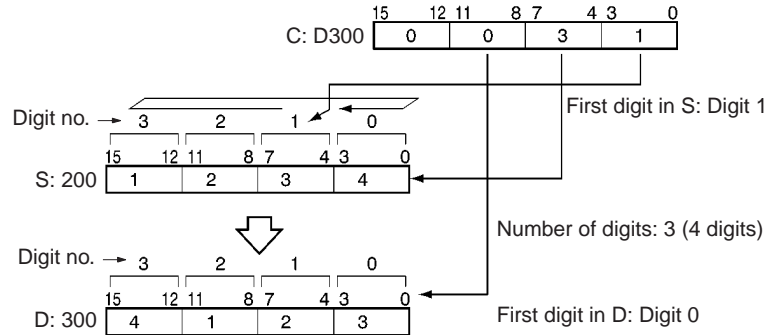 15 12 11 8 7 4 3 0
C: D300 0 0 3 1
First digit in S: Digit 1
Digit no. → 3 2 1 0
15 12 11 8 7 4 3 0
S: 200 1 2 3 4
Number of digits: 3 (4 digits)
Digit no. → 3 2 1 0
15 12 11 8 7 4 3 0
First digit in D: Digit 0
D: 300 4 1 2 3